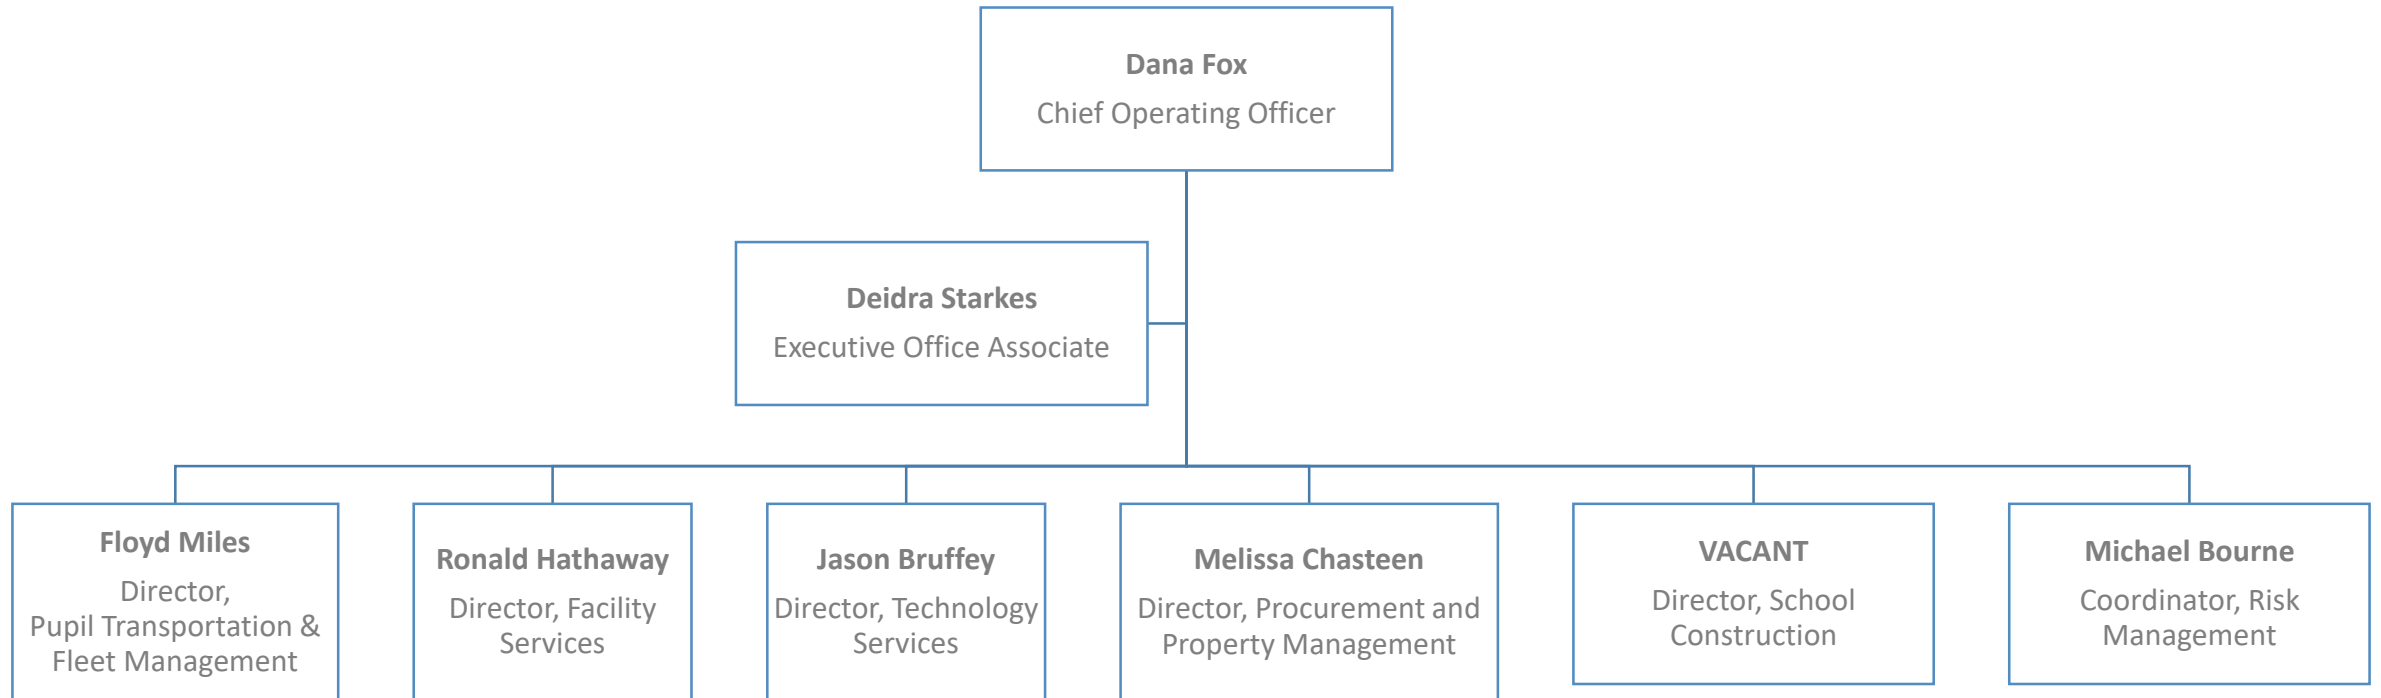 Dana Fox
Chief Operating Officer
Deidra Starkes
Executive Office Associate
Floyd Miles
Director,
Pupil Transportation &
Fleet Management
Ronald Hathaway
Director, Facility
Services
Jason Bruffey
Director, Technology
Services
Melissa Chasteen
Director, Procurement and
Property Management
VACANT
Director, School
Construction
Michael Bourne
Coordinator, Risk
Management